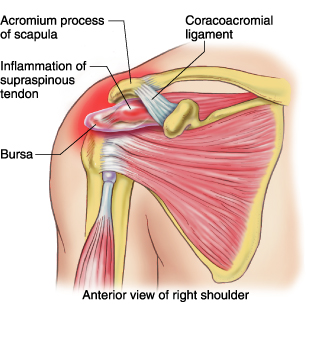 Acromium process
of scapula
Coracoacromial
ligament
Inflammation of
supraspinous
tendon
Bursa
Anterior view of right shoulder